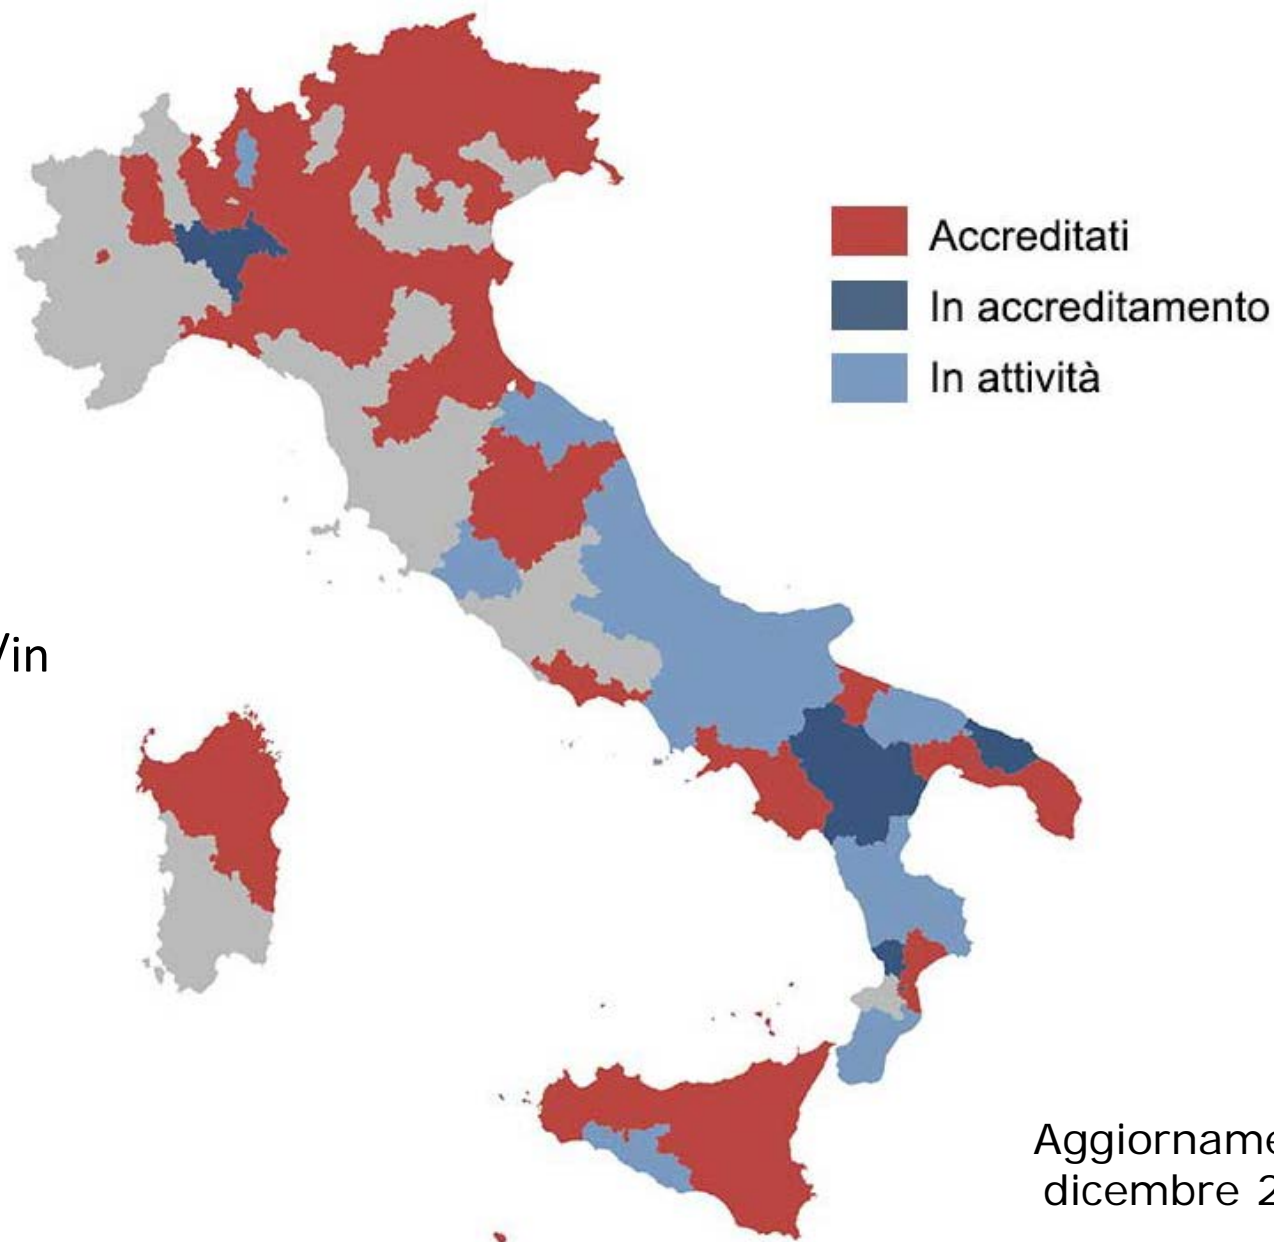 Accreditati
In accreditamento
In attività
/in
Aggiorname
dicembre 2